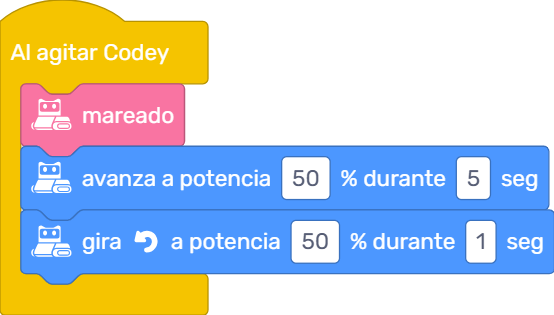 Al agitar Codey
mareado
avanza a potencia 50 % durante 5 seg
gira a potencia 50 % durante 1 seg